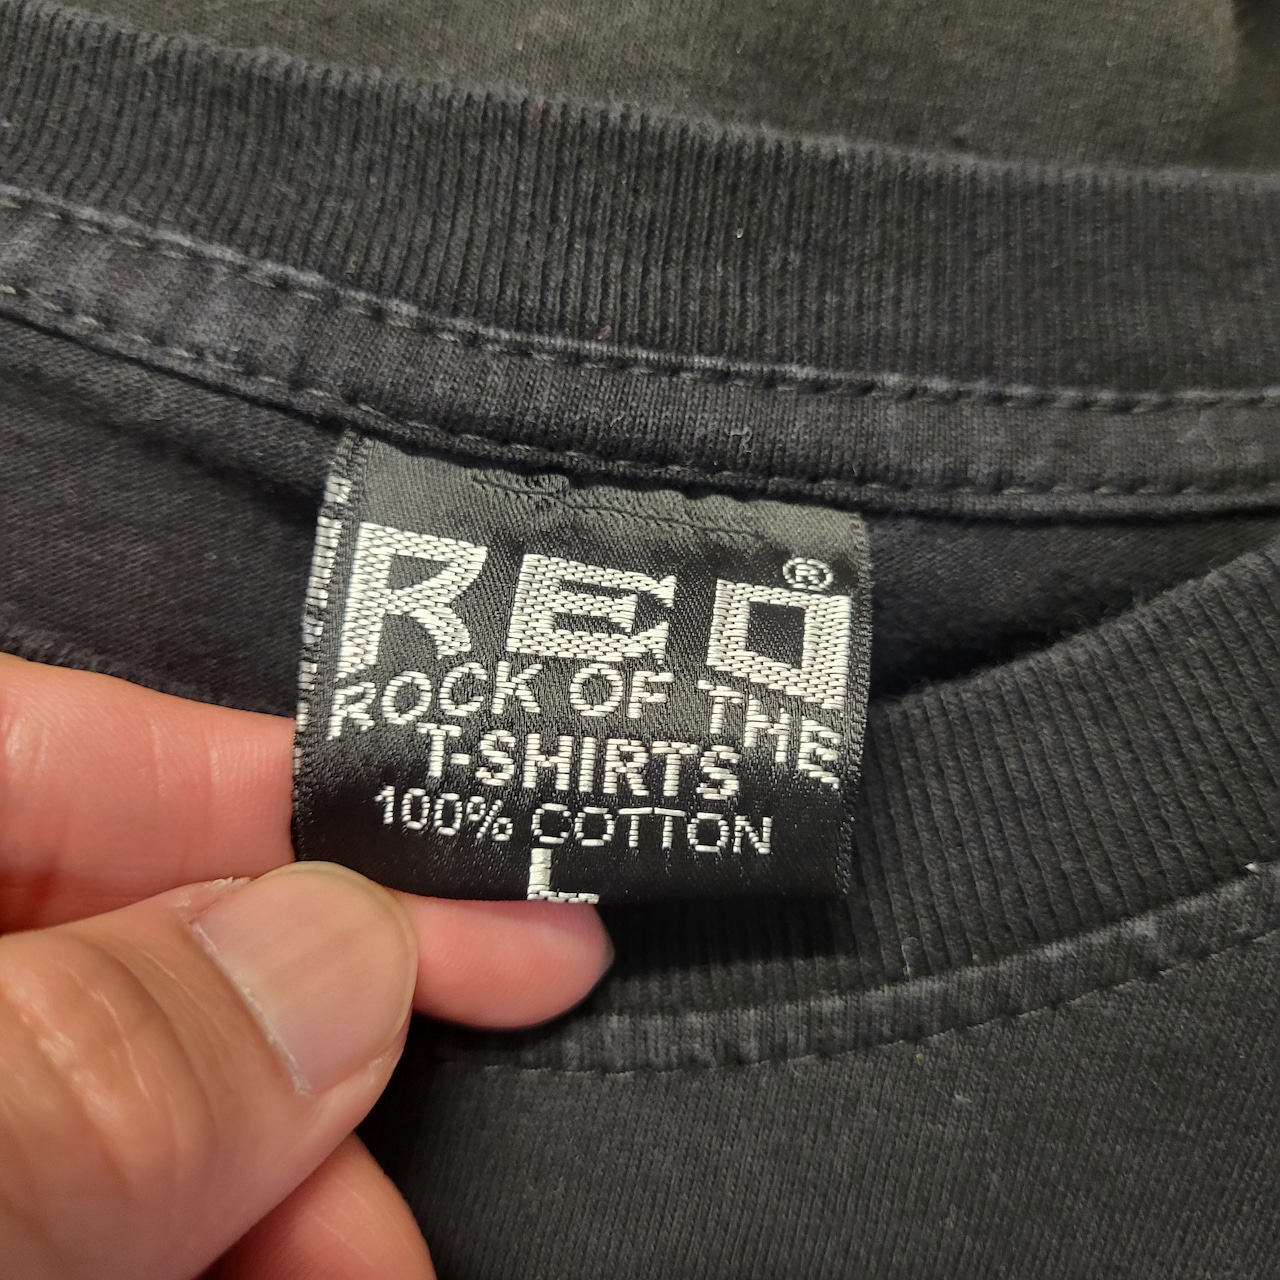 REO®
ROCK OF THE
T-SHIRTS
100% COTTON
L